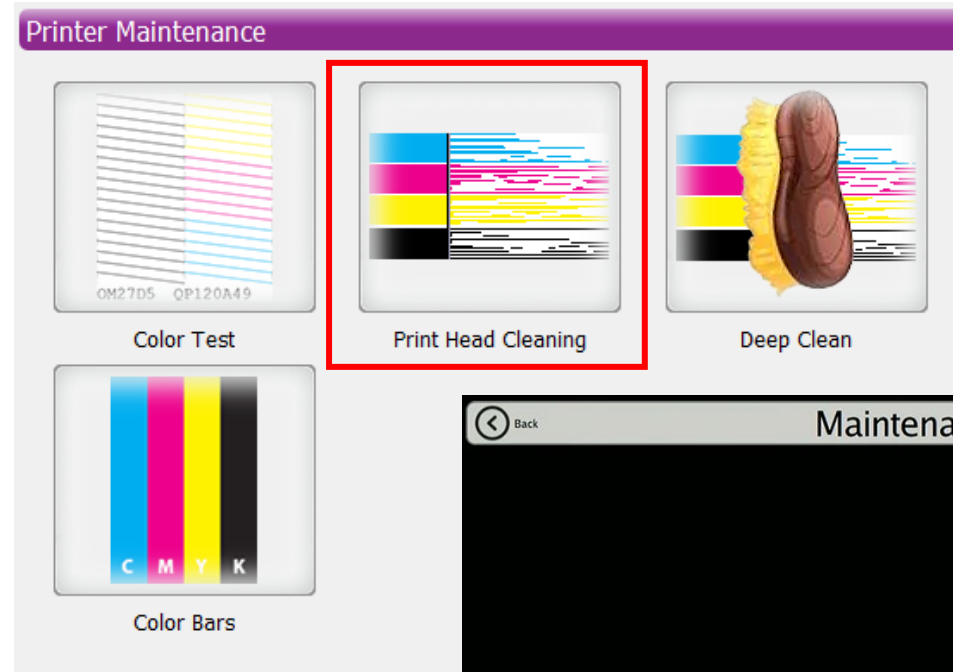 Printer Maintenance
OM27D5 QP120A49
Color Test
Print Head Cleaning
Deep Clean
C M Y K
Color Bars
Back
Maintena